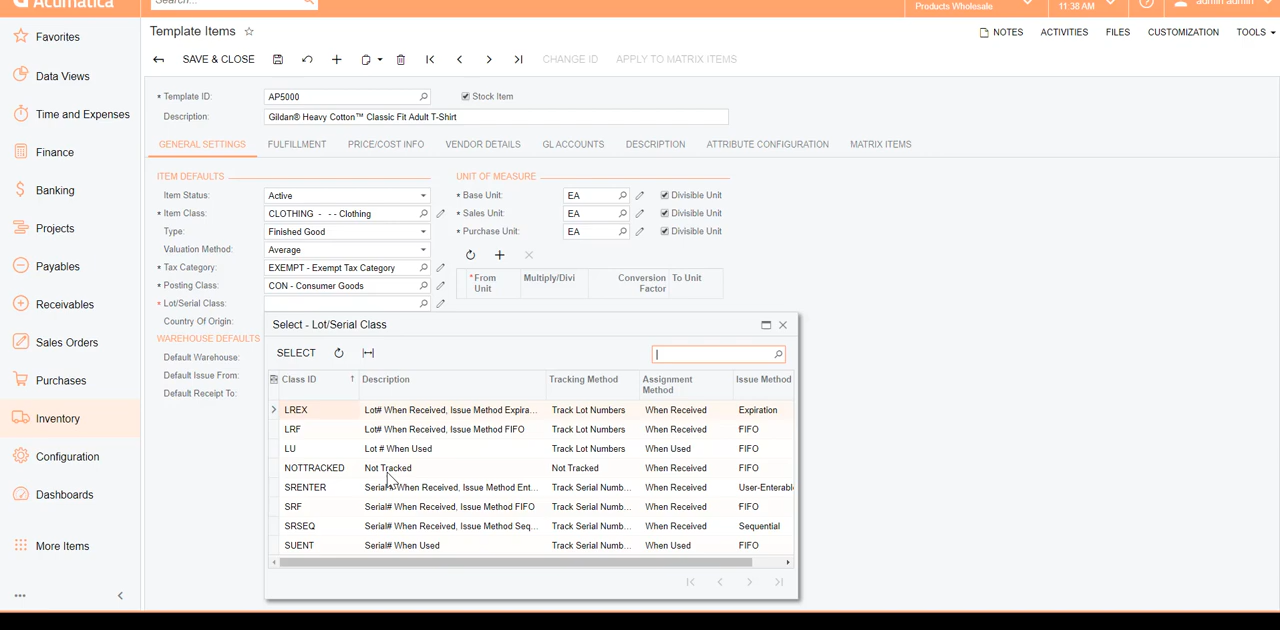 Acumatica
Search...
Products Wholesale
11:38 AM
admin admin
Favorites
Data Views
Time and Expenses
Finance
Banking
Projects
Payables
Receivables
Sales Orders
Purchases
Inventory
Configuration
Dashboards
More Items
Template Items
NOTES ACTIVITIES FILES CUSTOMIZATION TOOLS
SAVE & CLOSE CHANGE ID APPLY TO MATRIX ITEMS
* Template ID: AP5000 Stock Item
Description: Gildan® Heavy Cotton™ Classic Fit Adult T-Shirt
GENERAL SETTINGS FULFILLMENT PRICE/COST INFO VENDOR DETAILS GL ACCOUNTS DESCRIPTION ATTRIBUTE CONFIGURATION MATRIX ITEMS
ITEM DEFAULTS
Item Status: Active
* Item Class: CLOTHING - - - Clothing
Type: Finished Good
Valuation Method: Average
* Tax Category: EXEMPT - Exempt Tax Category
* Posting Class: CON - Consumer Goods
* Lot/Serial Class:
Country Of Origin:
WAREHOUSE DEFAULTS
Default Warehouse:
Default Issue From:
Default Receipt To:
UNIT OF MEASURE
* Base Unit: EA Divisible Unit
* Sales Unit: EA Divisible Unit
* Purchase Unit: EA Divisible Unit
* From Unit Multiply/Divi Conversion Factor To Unit
Select - Lot/Serial Class
SELECT
Class ID Description Tracking Method Assignment Method Issue Method
LREX Lot# When Received, Issue Method Expira... Track Lot Numbers When Received Expiration
LRF Lot# When Received, Issue Method FIFO Track Lot Numbers When Received FIFO
LU Lot # When Used Track Lot Numbers When Used FIFO
NOTTRACKED Not Tracked Not Tracked When Received FIFO
SRENTER Serial# When Received, Issue Method Ent... Track Serial Numb... When Received User-Enterabl
SRF Serial# When Received, Issue Method FIFO Track Serial Numb... When Received FIFO
SRSEQ Serial# When Received, Issue Method Seq... Track Serial Numb... When Received Sequential
SUENT Serial# When Used Track Serial Numb... When Used FIFO